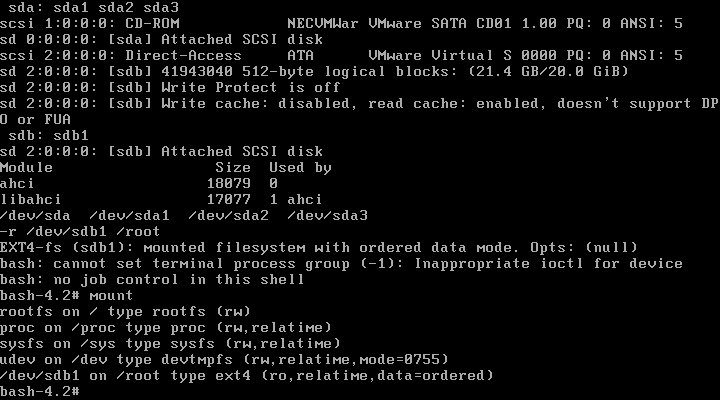 sda: sda1 sda2 sda3
scsi 1:0:0:0: CD-ROM            NECVMWar VMware SATA CD01 1.00 PQ: 0 ANSI: 5
sd 0:0:0:0: [sda] Attached SCSI disk
scsi 2:0:0:0: Direct-Access     ATA      VMware Virtual S 0000 PQ: 0 ANSI: 5
sd 2:0:0:0: [sdb] 41943040 512-byte logical blocks: (21.4 GB/20.0 GiB)
sd 2:0:0:0: [sdb] Write Protect is off
sd 2:0:0:0: [sdb] Write cache: disabled, read cache: enabled, doesn't support DP
O or FUA
 sdb: sdb1
sd 2:0:0:0: [sdb] Attached SCSI disk
Module                  Size  Used by
ahci                   18079  0
libahci                17077  1 ahci
/dev/sda  /dev/sda1  /dev/sda2  /dev/sda3
-r /dev/sdb1 /root
EXT4-fs (sdb1): mounted filesystem with ordered data mode. Opts: (null)
bash: cannot set terminal process group (-1): Inappropriate ioctl for device
bash: no job control in this shell
bash-4.2# mount
rootfs on / type rootfs (rw)
proc on /proc type proc (rw,relatime)
sysfs on /sys type sysfs (rw,relatime)
udev on /dev type devtmpfs (rw,relatime,mode=0755)
/dev/sdb1 on /root type ext4 (ro,relatime,data=ordered)
bash-4.2#